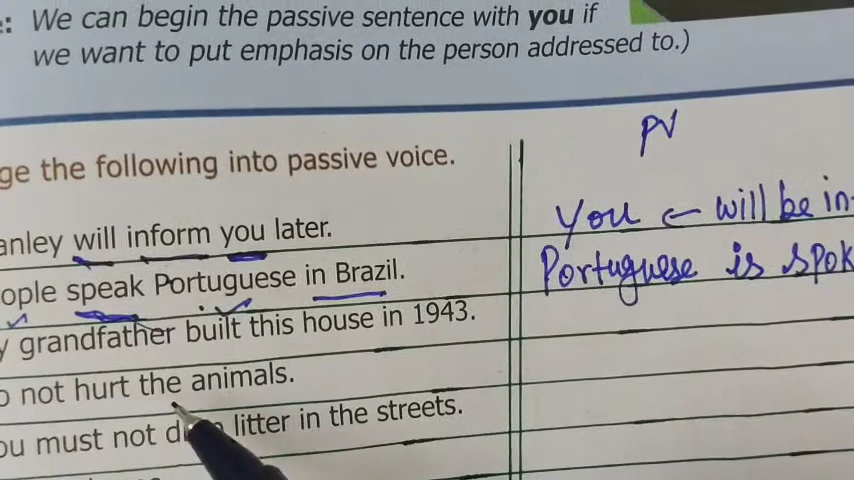 e: We can begin the passive sentence with you if
we want to put emphasis on the person addressed to.)
ge the following into passive voice.
PV
anley will inform you later.
You ← will be in
ople speak Portuguese in Brazil.
Portuguese is spok
y grandfather built this house in 1943.
o not hurt the animals.
ou must not litter in the streets.